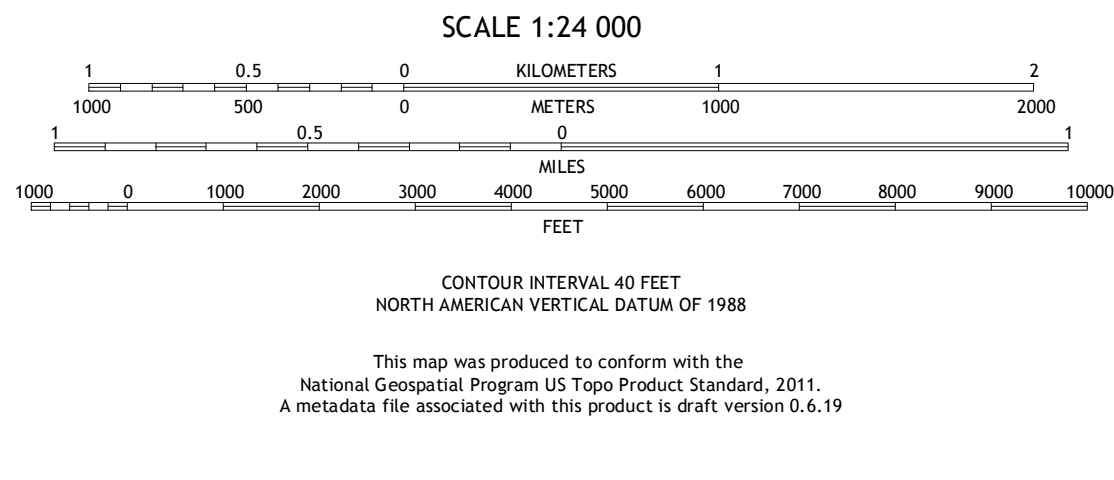 SCALE 1:24 000
1 0.5 0 KILOMETERS 1 2
1000 500 0 METERS 1000 2000
1 0.5 0 1
MILES
1000 0 1000 2000 3000 4000 5000 6000 7000 8000 9000 10000
FEET
CONTOUR INTERVAL 40 FEET
NORTH AMERICAN VERTICAL DATUM OF 1988
This map was produced to conform with the
National Geospatial Program US Topo Product Standard, 2011.
A metadata file associated with this product is draft version 0.6.19